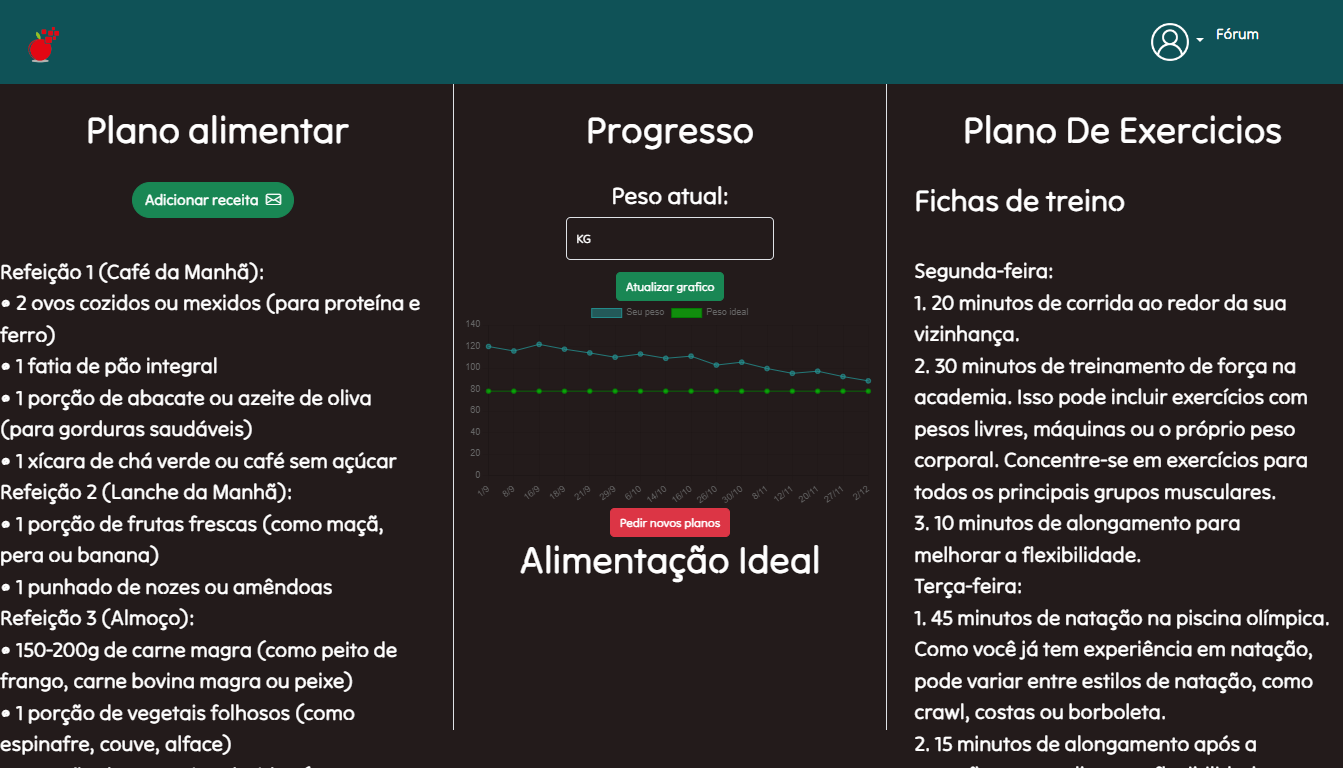 Fórum
Plano alimentar
Adicionar receita
Refeição 1 (Café da Manhã):
• 2 ovos cozidos ou mexidos (para proteína e
ferro)
• 1 fatia de pão integral
• 1 porção de abacate ou azeite de oliva
(para gorduras saudáveis)
• 1 xícara de chá verde ou café sem açúcar
Refeição 2 (Lanche da Manhã):
• 1 porção de frutas frescas (como maçã,
pera ou banana)
• 1 punhado de nozes ou amêndoas
Refeição 3 (Almoço):
• 150-200g de carne magra (como peito de
frango, carne bovina magra ou peixe)
• 1 porção de vegetais folhosos (como
espinafre, couve, alface)
Progresso
Peso atual:
KG
Atualizar grafico
Seu peso Peso ideal
140
120
100
80
60
40
20
0
1/9 8/9 16/9 18/9 21/9 29/9 6/10 14/10 16/10 26/10 30/10 8/11 12/11 20/11 27/11 2/12
Pedir novos planos
Alimentação Ideal
Plano De Exercicios
Fichas de treino
Segunda-feira:
1. 20 minutos de corrida ao redor da sua
vizinhança.
2. 30 minutos de treinamento de força na
academia. Isso pode incluir exercícios com
pesos livres, máquinas ou o próprio peso
corporal. Concentre-se em exercícios para
todos os principais grupos musculares.
3. 10 minutos de alongamento para
melhorar a flexibilidade.
Terça-feira:
1. 45 minutos de natação na piscina olímpica.
Como você já tem experiência em natação,
pode variar entre estilos de natação, como
crawl, costas ou borboleta.
2. 15 minutos de alongamento após a